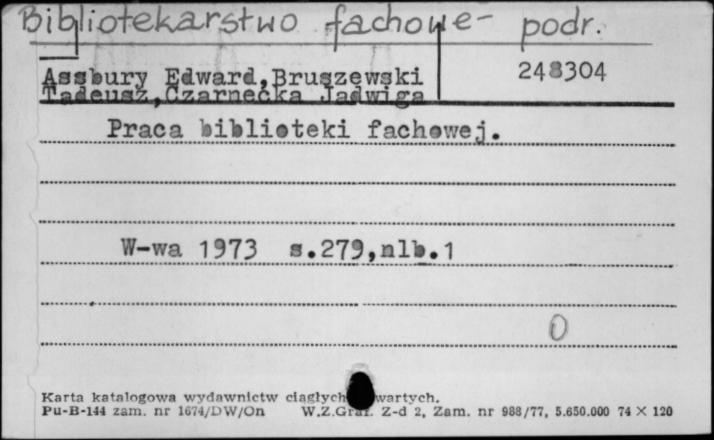 Bibliotekarstwo fachowe - podr.
Assbury Edward,Bruszewski
Tadeusz,Czarnecka Jadwiga
248304
Praca biblioteki fachowej.
W-wa 1973 s.279,nlb.1
0
Karta katalogowa wydawnictw ciągłych wartych.
Pu-B-144 zam. nr 1674/DW/On W.Z.Graf. Z-d 2, Zam. nr 988/77, 5.650.000 74 X 120